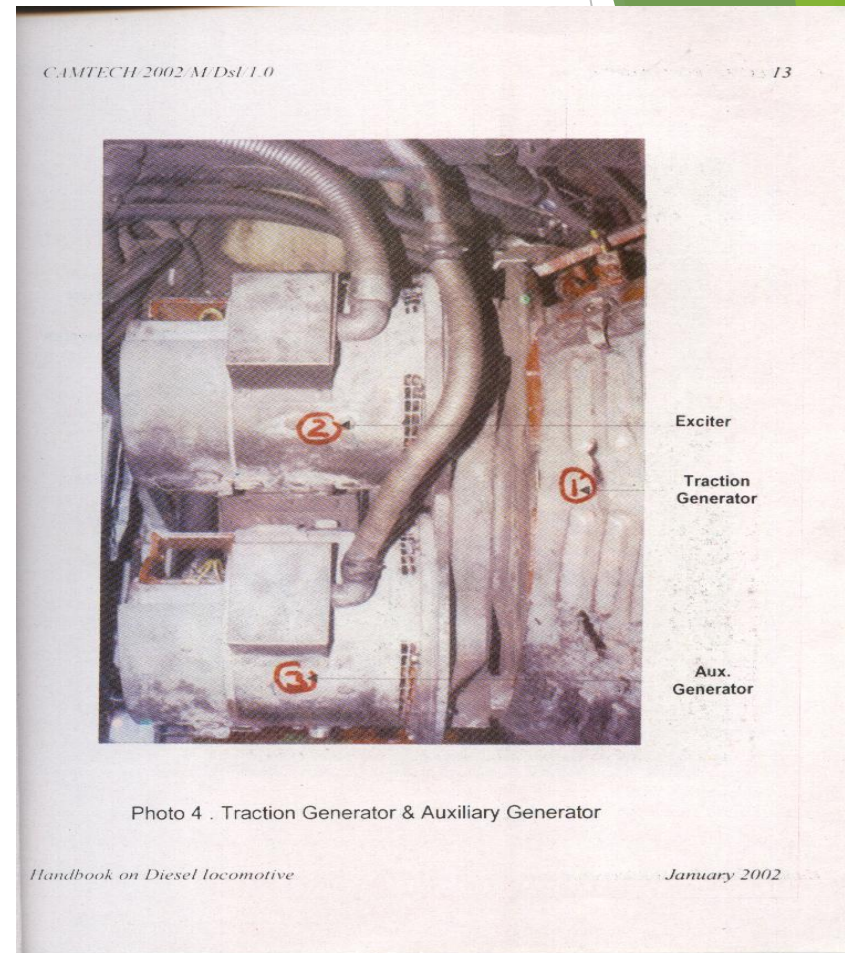 CAMTECH/2002/M/Dsl/1.0
13
2
Exciter
1
Traction
Generator
3
Aux.
Generator
Photo 4 . Traction Generator & Auxiliary Generator
Handbook on Diesel locomotive
January 2002